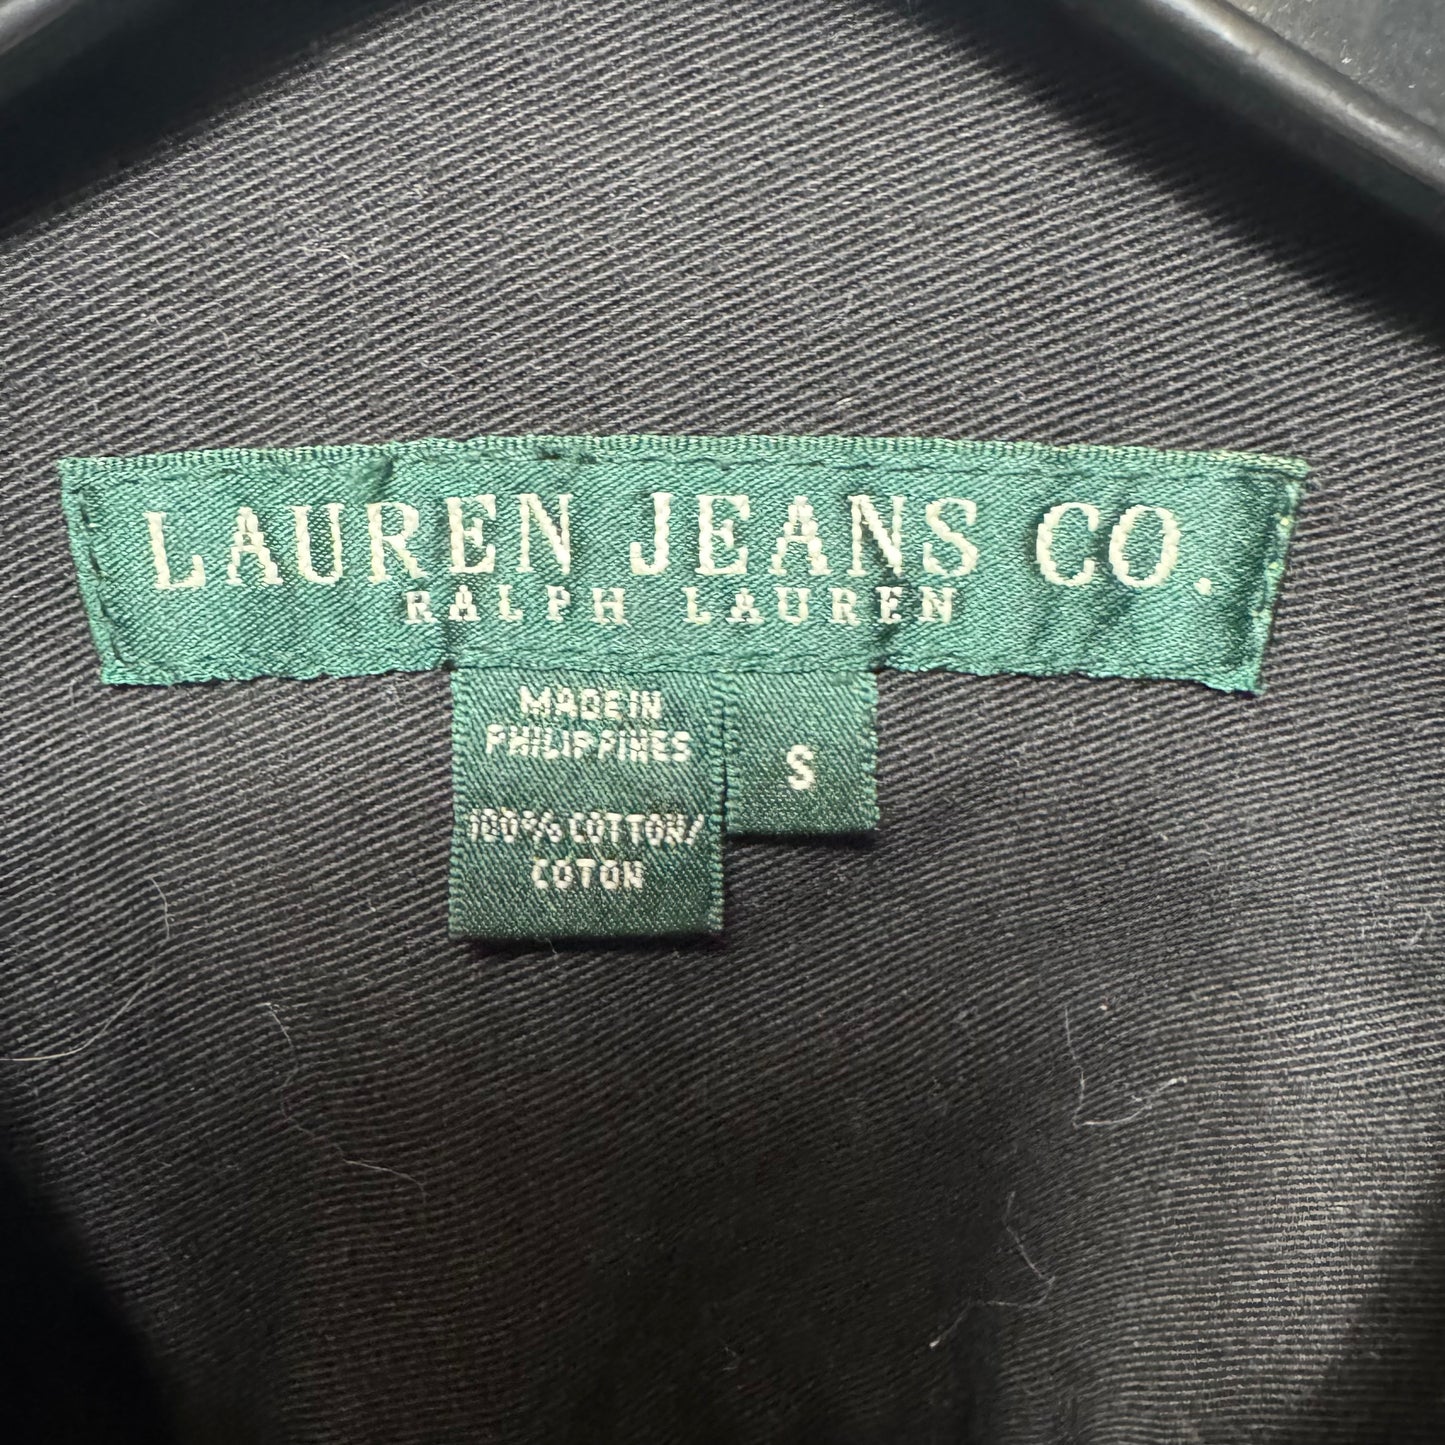 LAUREN JEANS CO.
RALPH LAUREN
MADE IN
PHILIPPINES
S
100% COTTON/
COTON